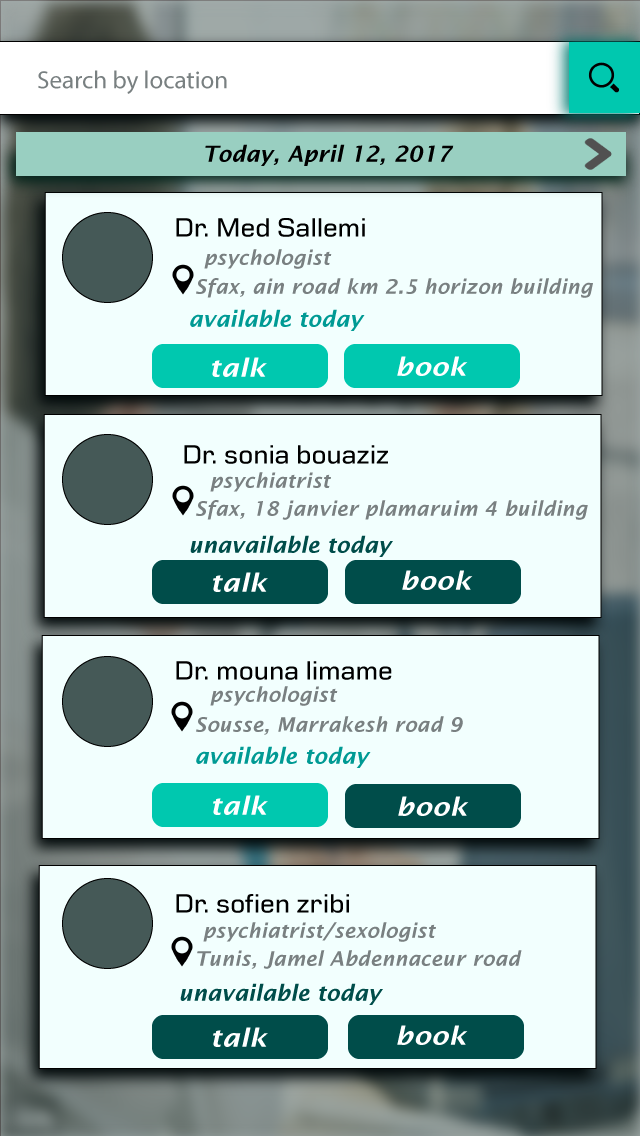 Search by location
Today, April 12, 2017
Dr. Med Sallemi
psychologist
Sfax, ain road km 2.5 horizon building
available today
talk book
Dr. sonia bouaziz
psychiatrist
Sfax, 18 janvier plamaruim 4 building
unavailable today
talk book
Dr. mouna limame
psychologist
Sousse, Marrakesh road 9
available today
talk book
Dr. sofien zribi
psychiatrist/sexologist
Tunis, Jamel Abdennaceur road
unavailable today
talk book